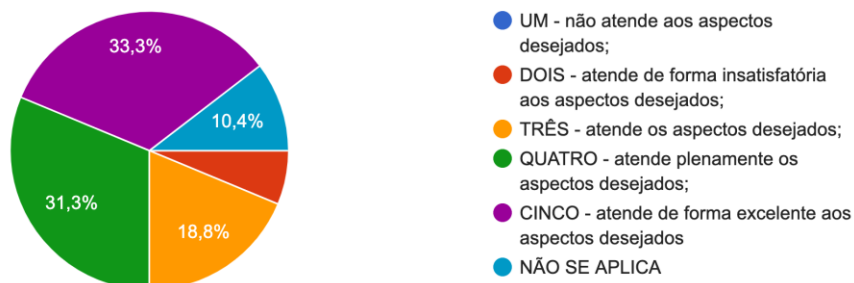 33,3%
10,4%
31,3%
18,8%
UM - não atende aos aspectos
desejados;
DOIS - atende de forma insatisfatória
aos aspectos desejados;
TRÊS - atende os aspectos desejados;
QUATRO - atende plenamente os
aspectos desejados;
CINCO - atende de forma excelente aos
aspectos desejados
NÃO SE APLICA